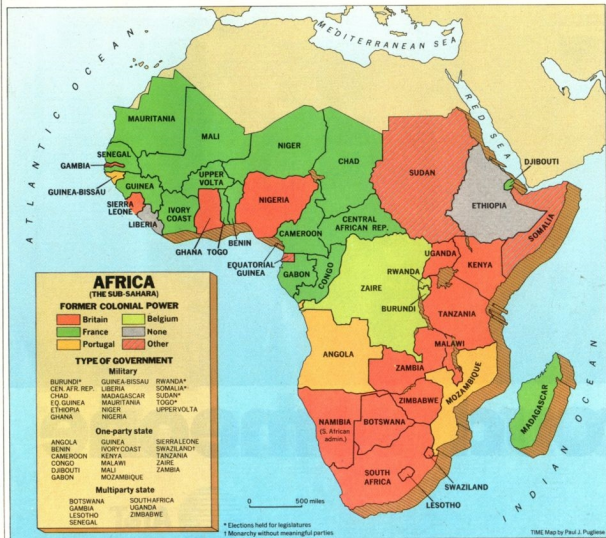 ATLANTIC OCEAN
MEDITERRANEAN SEA
RED SEA
MAURITANIA
MALI
NIGER
CHAD
SUDAN
DJIBOUTI
SENEGAL
GAMBIA
GUINEA-BISSAU
GUINEA
UPPER
VOLTA
NIGERIA
ETHIOPIA
SOMALIA
SIERRA
LEONE
IVORY
COAST
LIBERIA
GHANA
TOGO
BENIN
CAMEROON
CENTRAL
AFRICAN REP.
EQUATORIAL
GUINEA
GABON
CONGO
UGANDA
KENYA
RWANDA
ZAIRE
BURUNDI
TANZANIA
ANGOLA
MALAWI
ZAMBIA
MOZAMBIQUE
ZIMBABWE
MADAGASCAR
NAMIBIA
(S. African
admin.)
BOTSWANA
SOUTH
AFRICA
SWAZILAND
LESOTHO
INDIAN OCEAN
AFRICA
(THE SUB-SAHARA)
FORMER COLONIAL POWER
Britain Belgium
France None
Portugal Other
TYPE OF GOVERNMENT
Military
BURUNDI* GUINEA-BISSAU RWANDA*
CEN. AFR. REP. LIBERIA SOMALIA*
CHAD MADAGASCAR SUDAN*
EQ. GUINEA MAURITANIA TOGO*
ETHIOPIA NIGER UPPER VOLTA
GHANA NIGERIA
One-party state
ANGOLA GUINEA SIERRA LEONE
BENIN IVORY COAST SWAZILAND†
CAMEROON KENYA TANZANIA
CONGO MALAWI ZAIRE
DJIBOUTI MALI ZAMBIA
GABON MOZAMBIQUE
Multiparty state
BOTSWANA SOUTH AFRICA
GAMBIA UGANDA
LESOTHO ZIMBABWE
SENEGAL
0 500 miles
* Elections held for legislatures
† Monarchy without meaningful parties
TIME Map by Paul J. Pugliese